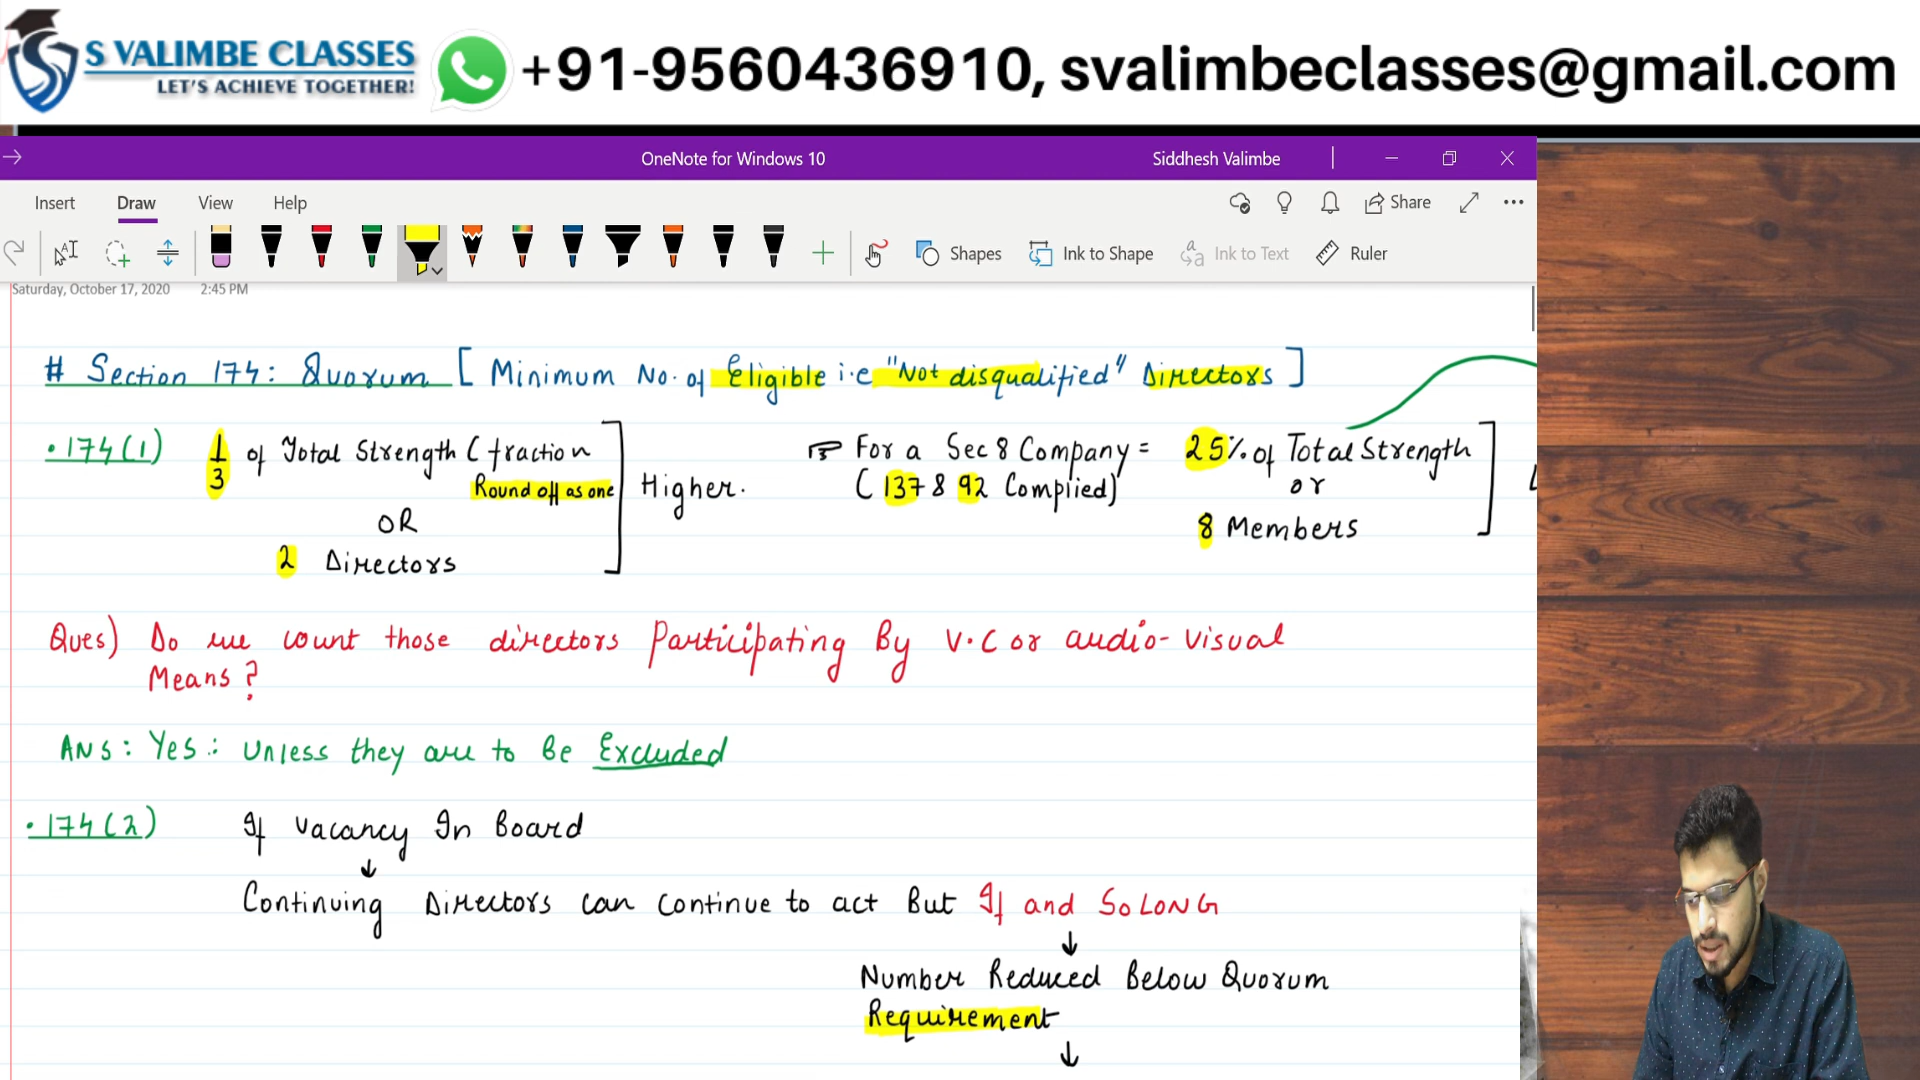 S VALIMBE CLASSES
LET'S ACHIEVE TOGETHER!
+91-9560436910, svalimbeclasses@gmail.com
OneNote for Windows 10
Siddhesh Valimbe
Insert Draw View Help
Share
Shapes Ink to Shape Ink to Text Ruler
Saturday, October 17, 2020 2:45 PM
# Section 174: Quorum [ Minimum No. of Eligible i.e "Not disqualified" Directors ]
• 174(1) 1/3 of Total Strength (fraction
Round off as one
OR
2 Directors
Higher.
For a Sec 8 Company = 25% of Total Strength
(137 & 92 Complied) or
8 Members
Ques) Do we count those directors Participating By V.C or audio-visual
Means?
Ans: Yes: Unless they are to be Excluded
• 174(2) If vacancy In Board
↓
Continuing Directors can continue to act But If and SO LONG
↓
Number Reduced Below Quorum
Requirement
↓